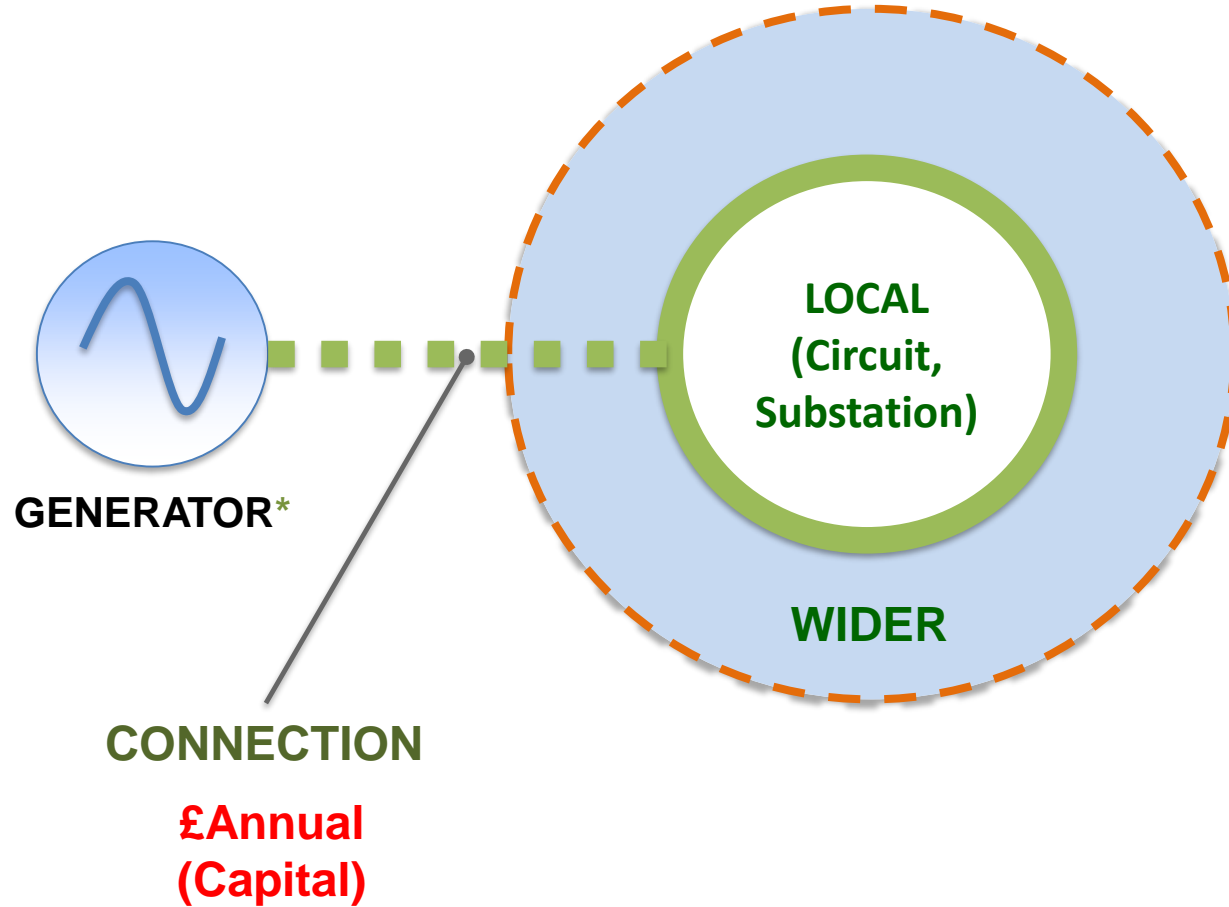 LOCAL
(Circuit,
Substation)
GENERATOR*
WIDER
CONNECTION
£Annual
(Capital)